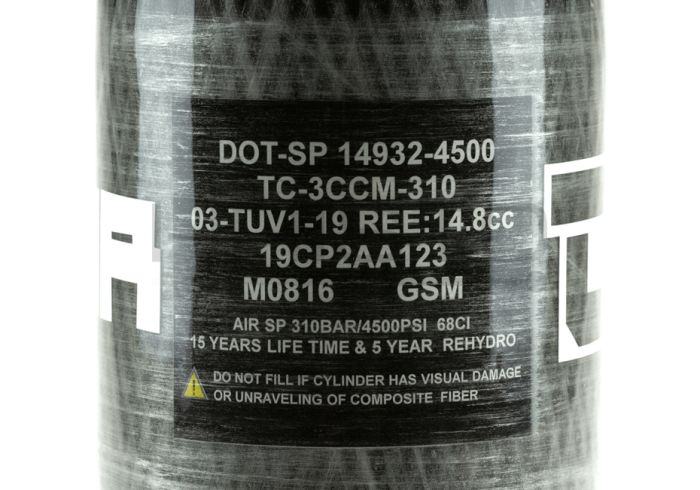 DOT-SP 14932-4500
TC-3CCM-310
03-TUV1-19 REE:14.8cc
19CP2AA123
M0816 GSM
AIR SP 310BAR/4500PSI 68CI
15 YEARS LIFE TIME & 5 YEAR REHYDRO
DO NOT FILL IF CYLINDER HAS VISUAL DAMAGE
OR UNRAVELING OF COMPOSITE FIBER
A